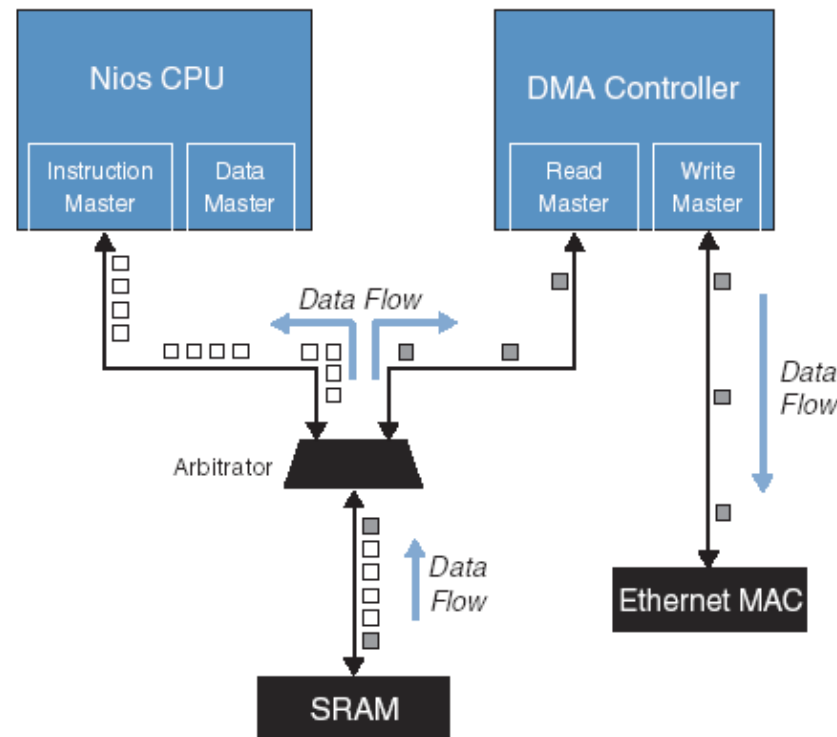 Nios CPU
DMA Controller
Instruction
Master
Data
Master
Read
Master
Write
Master
Data Flow
Data
Flow
Arbitrator
Data
Flow
Ethernet MAC
SRAM